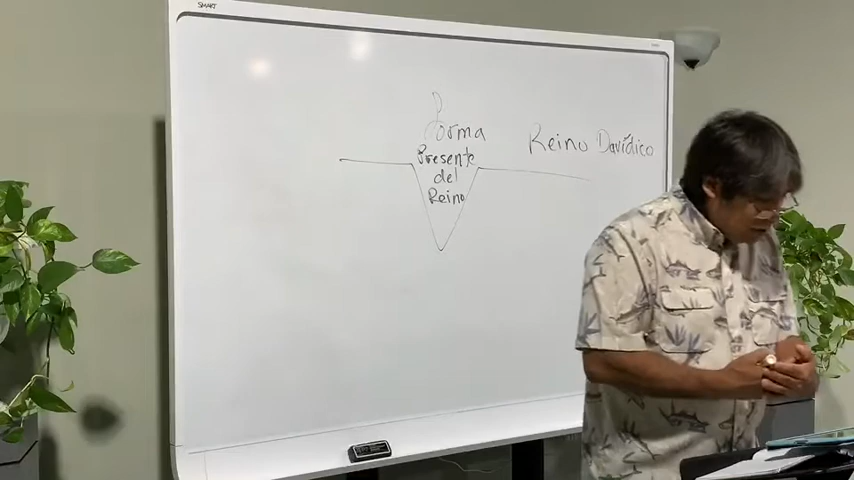 SMART
Forma
Presente
del
Reino
Reino Davídico